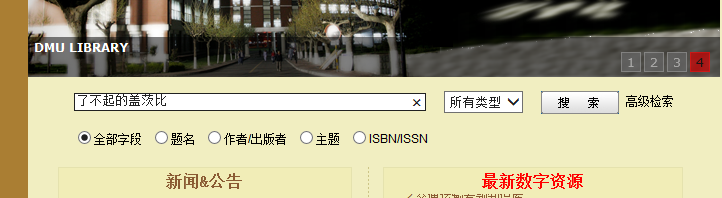 DMU LIBRARY
1 2 3 4
了不起的盖茨比 × 所有类型 搜 索 高级检索
全部字段 题名 作者/出版者 主题 ISBN/ISSN
新闻&公告 最新数字资源